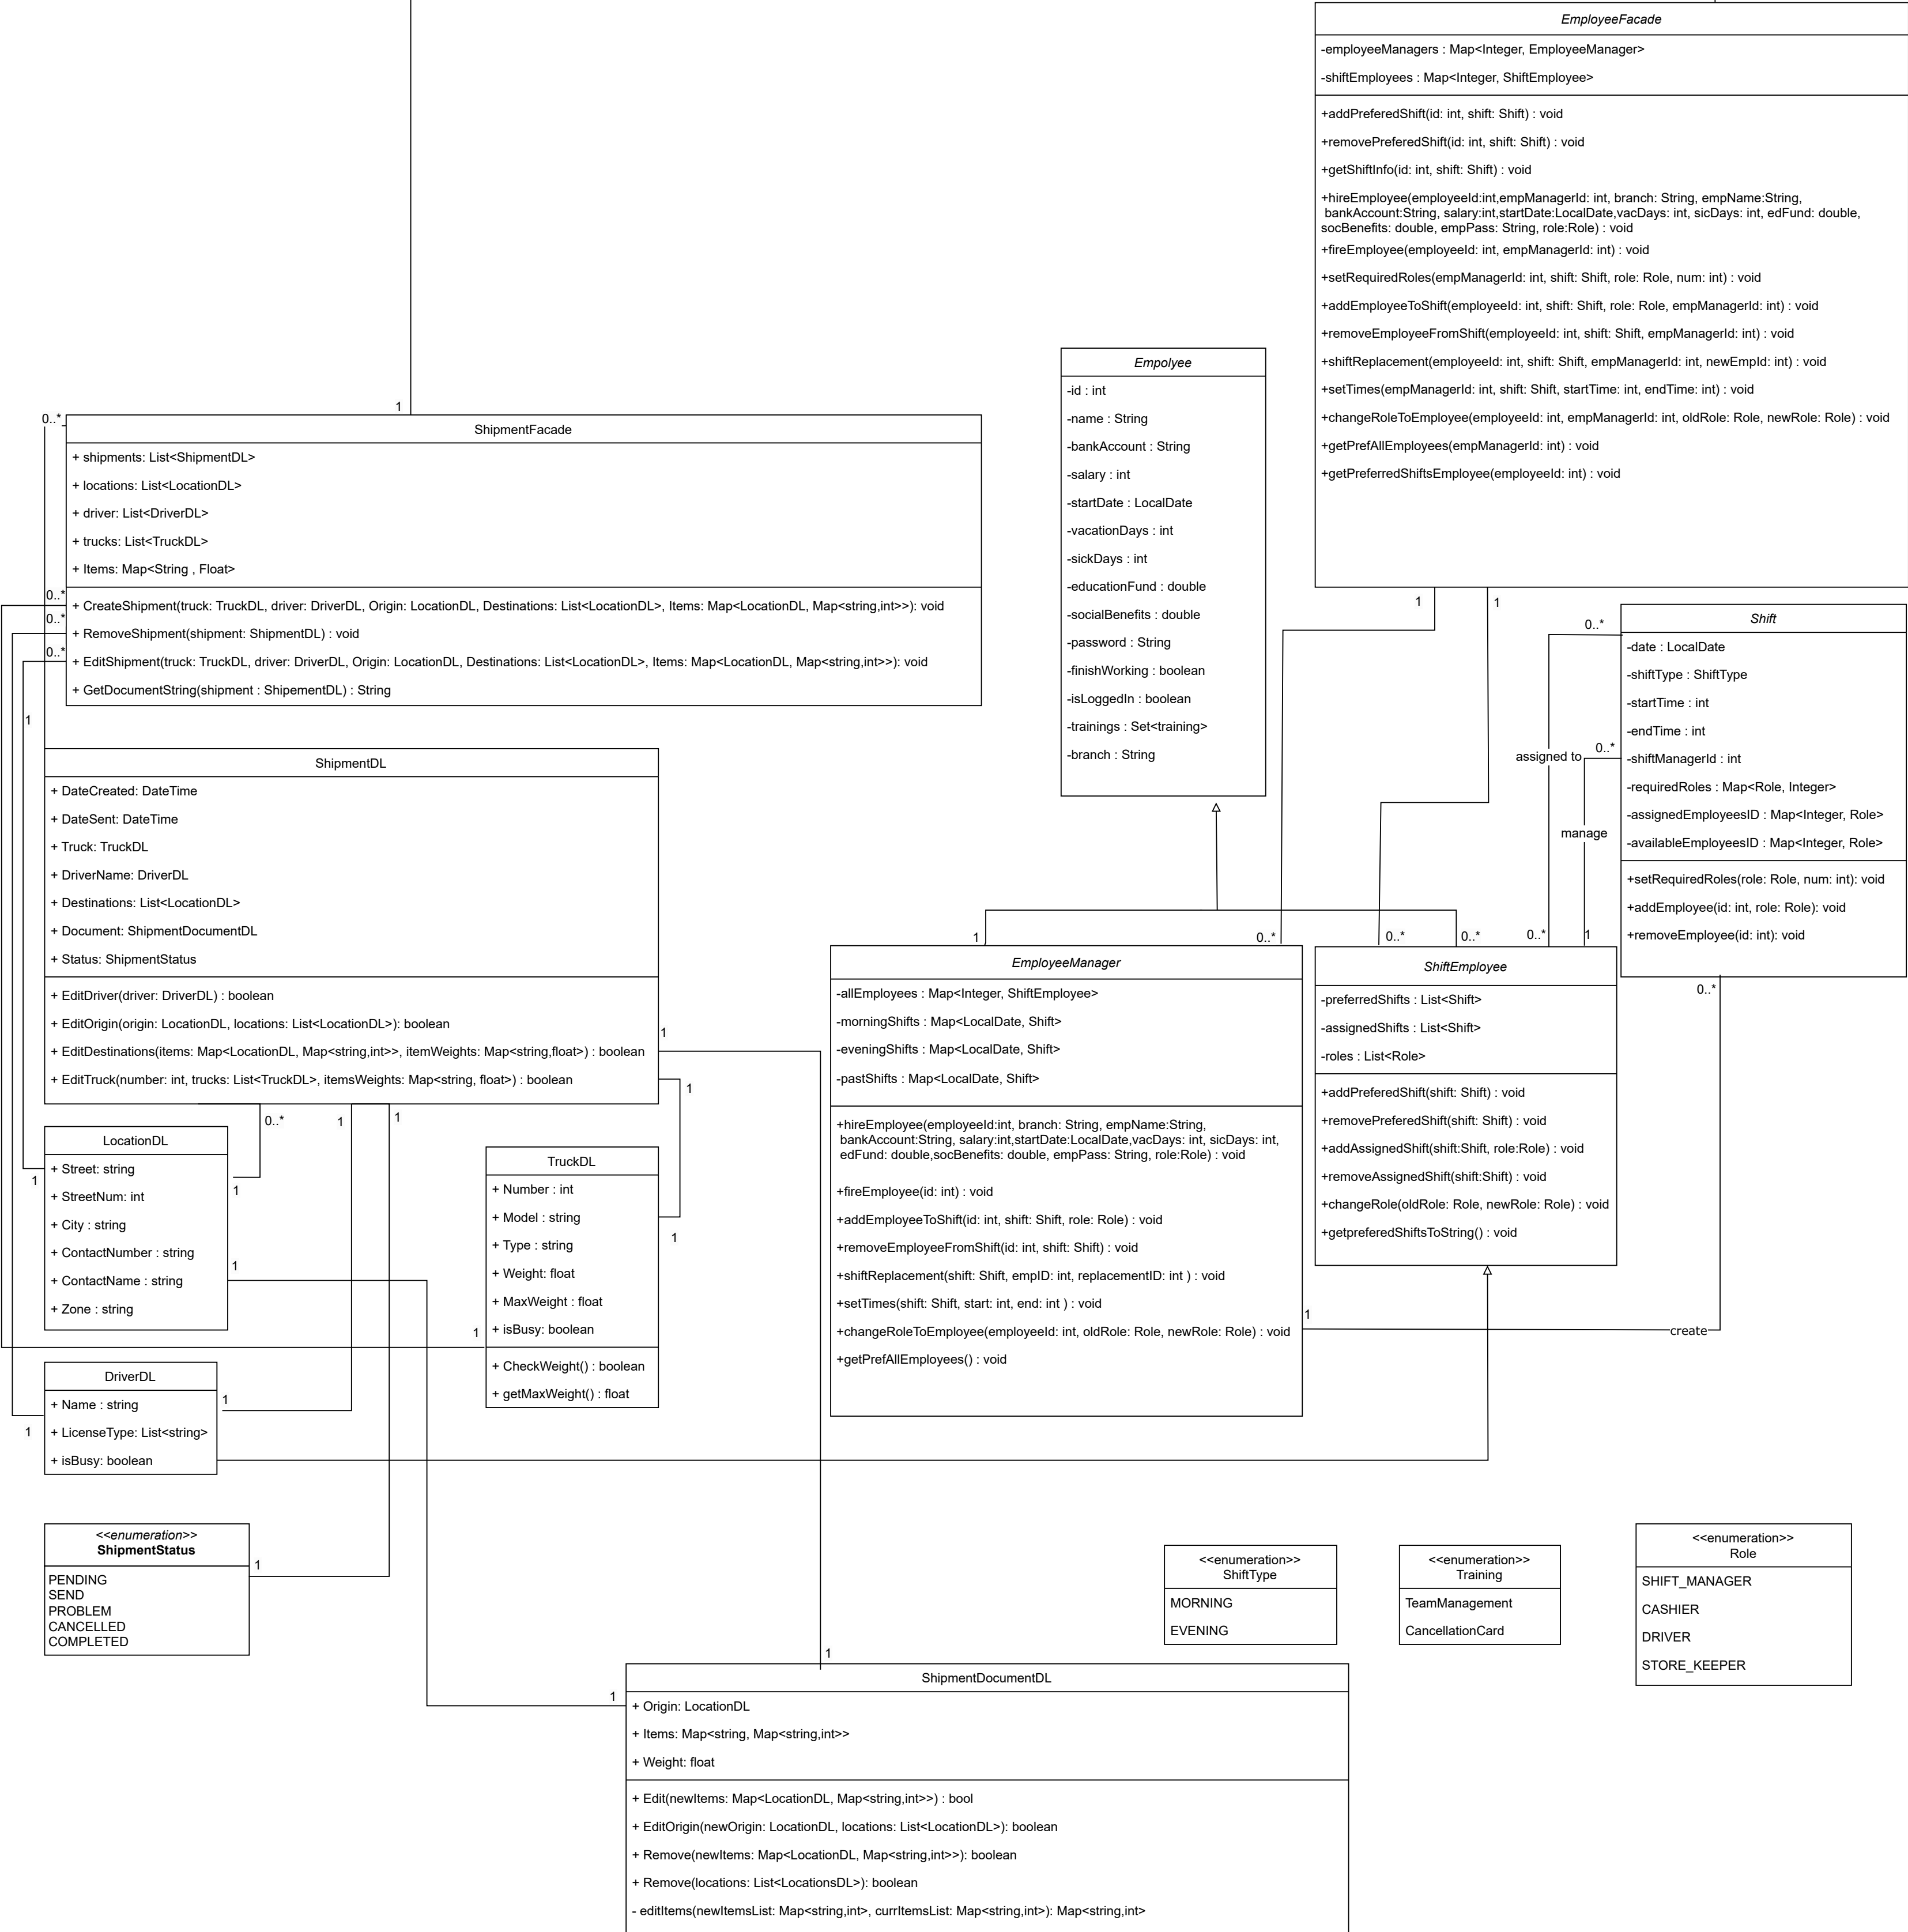 EmployeeFacade
-employeeManagers : Map<Integer, EmployeeManager>
-shiftEmployees : Map<Integer, ShiftEmployee>
+addPreferedShift(id: int, shift: Shift) : void
+removePreferedShift(id: int, shift: Shift) : void
+getShiftInfo(id: int, shift: Shift) : void
+hireEmployee(employeeId:int,empManagerId: int, branch: String, empName:String,
bankAccount:String, salary:int,startDate:LocalDate,vacDays: int, sicDays: int, edFund: double,
socBenefits: double, empPass: String, role:Role) : void
+fireEmployee(employeeId: int, empManagerId: int) : void
+setRequiredRoles(empManagerId: int, shift: Shift, role: Role, num: int) : void
+addEmployeeToShift(employeeId: int, shift: Shift, role: Role, empManagerId: int) : void
+removeEmployeeFromShift(employeeId: int, shift: Shift, empManagerId: int) : void
+shiftReplacement(employeeId: int, shift: Shift, empManagerId: int, newEmpId: int) : void
+setTimes(empManagerId: int, shift: Shift, startTime: int, endTime: int) : void
+changeRoleToEmployee(employeeId: int, empManagerId: int, oldRole: Role, newRole: Role) : void
+getPrefAllEmployees(empManagerId: int) : void
+getPreferredShiftsEmployee(employeeId: int) : void
1
1
Empolyee
-id : int
-name : String
-bankAccount : String
-salary : int
-startDate : LocalDate
-vacationDays : int
-sickDays : int
-educationFund : double
-socialBenefits : double
-password : String
-finishWorking : boolean
-isLoggedIn : boolean
-trainings : Set<training>
-branch : String
1
0..*
ShipmentFacade
+ shipments: List<ShipmentDL>
+ locations: List<LocationDL>
+ driver: List<DriverDL>
+ trucks: List<TruckDL>
+ Items: Map<String , Float>
0..*
+ CreateShipment(truck: TruckDL, driver: DriverDL, Origin: LocationDL, Destinations: List<LocationDL>, Items: Map<LocationDL, Map<string,int>>): void
0..*
+ RemoveShipment(shipment: ShipmentDL) : void
0..*
+ EditShipment(truck: TruckDL, driver: DriverDL, Origin: LocationDL, Destinations: List<LocationDL>, Items: Map<LocationDL, Map<string,int>>): void
+ GetDocumentString(shipment : ShipementDL) : String
1
Shift
0..*
-date : LocalDate
-shiftType : ShiftType
-startTime : int
-endTime : int
assigned to
0..*
-shiftManagerId : int
-requiredRoles : Map<Role, Integer>
-assignedEmployeesID : Map<Integer, Role>
manage
-availableEmployeesID : Map<Integer, Role>
+setRequiredRoles(role: Role, num: int): void
+addEmployee(id: int, role: Role): void
+removeEmployee(id: int): void
0..*
ShipmentDL
+ DateCreated: DateTime
+ DateSent: DateTime
+ Truck: TruckDL
+ DriverName: DriverDL
+ Destinations: List<LocationDL>
+ Document: ShipmentDocumentDL
+ Status: ShipmentStatus
+ EditDriver(driver: DriverDL) : boolean
+ EditOrigin(origin: LocationDL, locations: List<LocationDL>): boolean
+ EditDestinations(items: Map<LocationDL, Map<string,int>>, itemWeights: Map<string,float>) : boolean
+ EditTruck(number: int, trucks: List<TruckDL>, itemsWeights: Map<string, float>) : boolean
1
1
0..*
1
1
1
0..*
0..*
0..*
0..*
1
EmployeeManager
-allEmployees : Map<Integer, ShiftEmployee>
-morningShifts : Map<LocalDate, Shift>
-eveningShifts : Map<LocalDate, Shift>
-pastShifts : Map<LocalDate, Shift>
+hireEmployee(employeeId:int, branch: String, empName:String,
bankAccount:String, salary:int,startDate:LocalDate,vacDays: int, sicDays: int,
edFund: double,socBenefits: double, empPass: String, role:Role) : void
+fireEmployee(id: int) : void
+addEmployeeToShift(id: int, shift: Shift, role: Role) : void
+removeEmployeeFromShift(id: int, shift: Shift) : void
+shiftReplacement(shift: Shift, empID: int, replacementID: int ) : void
+setTimes(shift: Shift, start: int, end: int ) : void
+changeRoleToEmployee(employeeId: int, oldRole: Role, newRole: Role) : void
+getPrefAllEmployees() : void
1
create
ShiftEmployee
-preferredShifts : List<Shift>
-assignedShifts : List<Shift>
-roles : List<Role>
+addPreferedShift(shift: Shift) : void
+removePreferedShift(shift: Shift) : void
+addAssignedShift(shift:Shift, role:Role) : void
+removeAssignedShift(shift:Shift) : void
+changeRole(oldRole: Role, newRole: Role) : void
+getpreferedShiftsToString() : void
LocationDL
+ Street: string
+ StreetNum: int
+ City : string
+ ContactNumber : string
+ ContactName : string
+ Zone : string
1
1
1
TruckDL
+ Number : int
+ Model : string
+ Type : string
+ Weight: float
+ MaxWeight : float
+ isBusy: boolean
+ CheckWeight() : boolean
+ getMaxWeight() : float
1
1
DriverDL
+ Name : string
+ LicenseType: List<string>
+ isBusy: boolean
1
1
<<enumeration>>
ShipmentStatus
PENDING
SEND
PROBLEM
CANCELLED
COMPLETED
1
<<enumeration>>
ShiftType
MORNING
EVENING
<<enumeration>>
Training
TeamManagement
CancellationCard
<<enumeration>>
Role
SHIFT_MANAGER
CASHIER
DRIVER
STORE_KEEPER
1
1
ShipmentDocumentDL
+ Origin: LocationDL
+ Items: Map<string, Map<string,int>>
+ Weight: float
+ Edit(newItems: Map<LocationDL, Map<string,int>>) : bool
+ EditOrigin(newOrigin: LocationDL, locations: List<LocationDL>): boolean
+ Remove(newItems: Map<LocationDL, Map<string,int>>): boolean
+ Remove(locations: List<LocationsDL>): boolean
- editItems(newItemsList: Map<string,int>, currItemsList: Map<string,int>): Map<string,int>